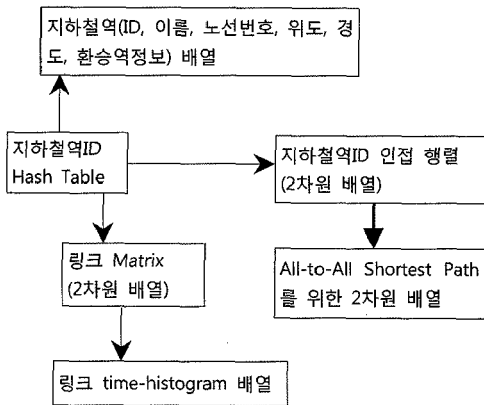 지하철역(ID, 이름, 노선번호, 위도, 경
도, 환승역정보) 배열
지하철역ID
Hash Table
지하철역ID 인접 행렬
(2차원 배열)
링크 Matrix
(2차원 배열)
All-to-All Shortest Path
를 위한 2차원 배열
링크 time-histogram 배열